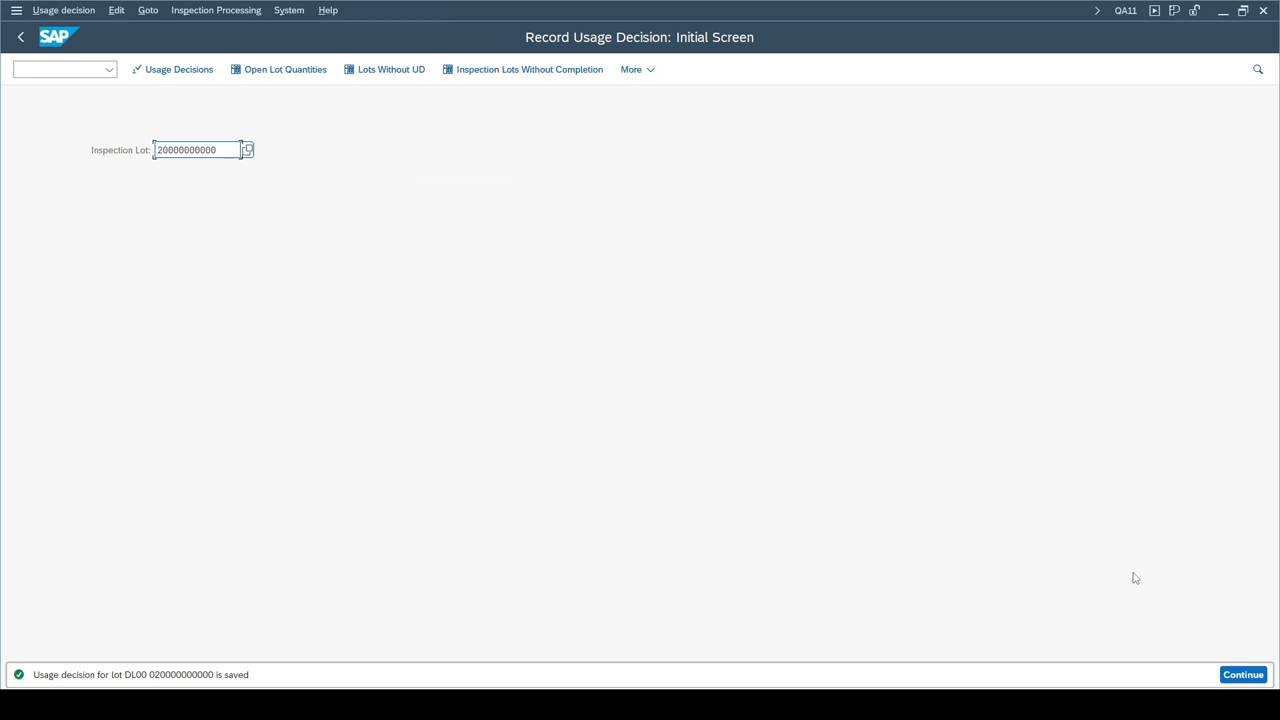 Usage decision Edit Goto Inspection Processing System Help QA11
SAP Record Usage Decision: Initial Screen
Usage Decisions Open Lot Quantities Lots Without UD Inspection Lots Without Completion More
Inspection Lot: 20000000000
Usage decision for lot DL00 020000000000 is saved Continue